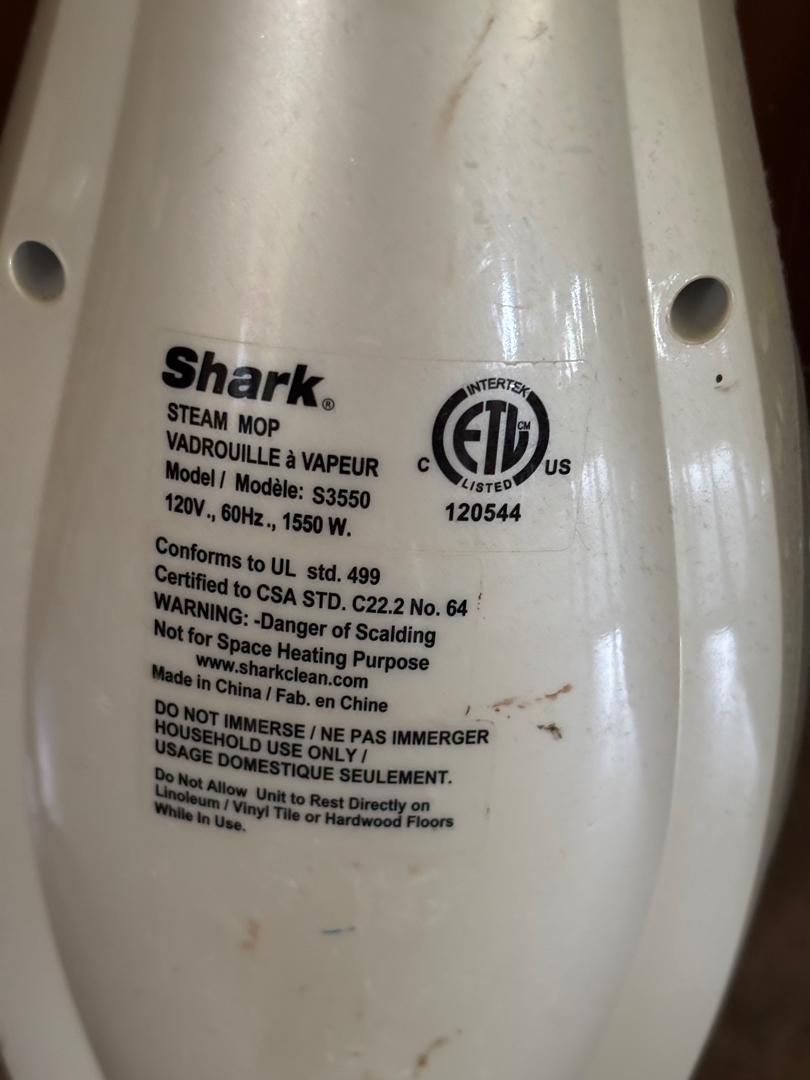 Shark®
STEAM MOP
VADROUILLE à VAPEUR
Model / Modèle: S3550
120V., 60Hz., 1550 W.
INTERTEK
ETL CM
C US
LISTED
120544
Conforms to UL std. 499
Certified to CSA STD. C22.2 No. 64
WARNING: -Danger of Scalding
Not for Space Heating Purpose
www.sharkclean.com
Made in China / Fab. en Chine
DO NOT IMMERSE / NE PAS IMMERGER
HOUSEHOLD USE ONLY /
USAGE DOMESTIQUE SEULEMENT.
Do Not Allow Unit to Rest Directly on
Linoleum / Vinyl Tile or Hardwood Floors
While In Use.